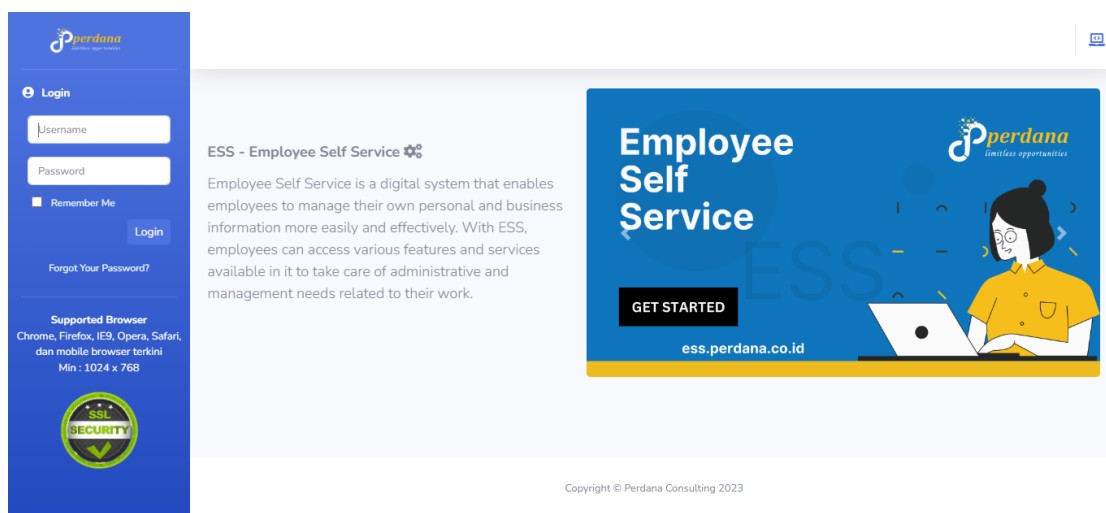 perdana
limitless opportunities
Login
Username
Password
Remember Me
Login
Forgot Your Password?
Supported Browser
Chrome, Firefox, IE9, Opera, Safari,
dan mobile browser terkini
Min : 1024 x 768
SSL
SECURITY
ESS - Employee Self Service
Employee Self Service is a digital system that enables
employees to manage their own personal and business
information more easily and effectively. With ESS,
employees can access various features and services
available in it to take care of administrative and
management needs related to their work.
Employee
Self
Service
perdana
limitless opportunities
ESS
GET STARTED
ess.perdana.co.id
Copyright © Perdana Consulting 2023